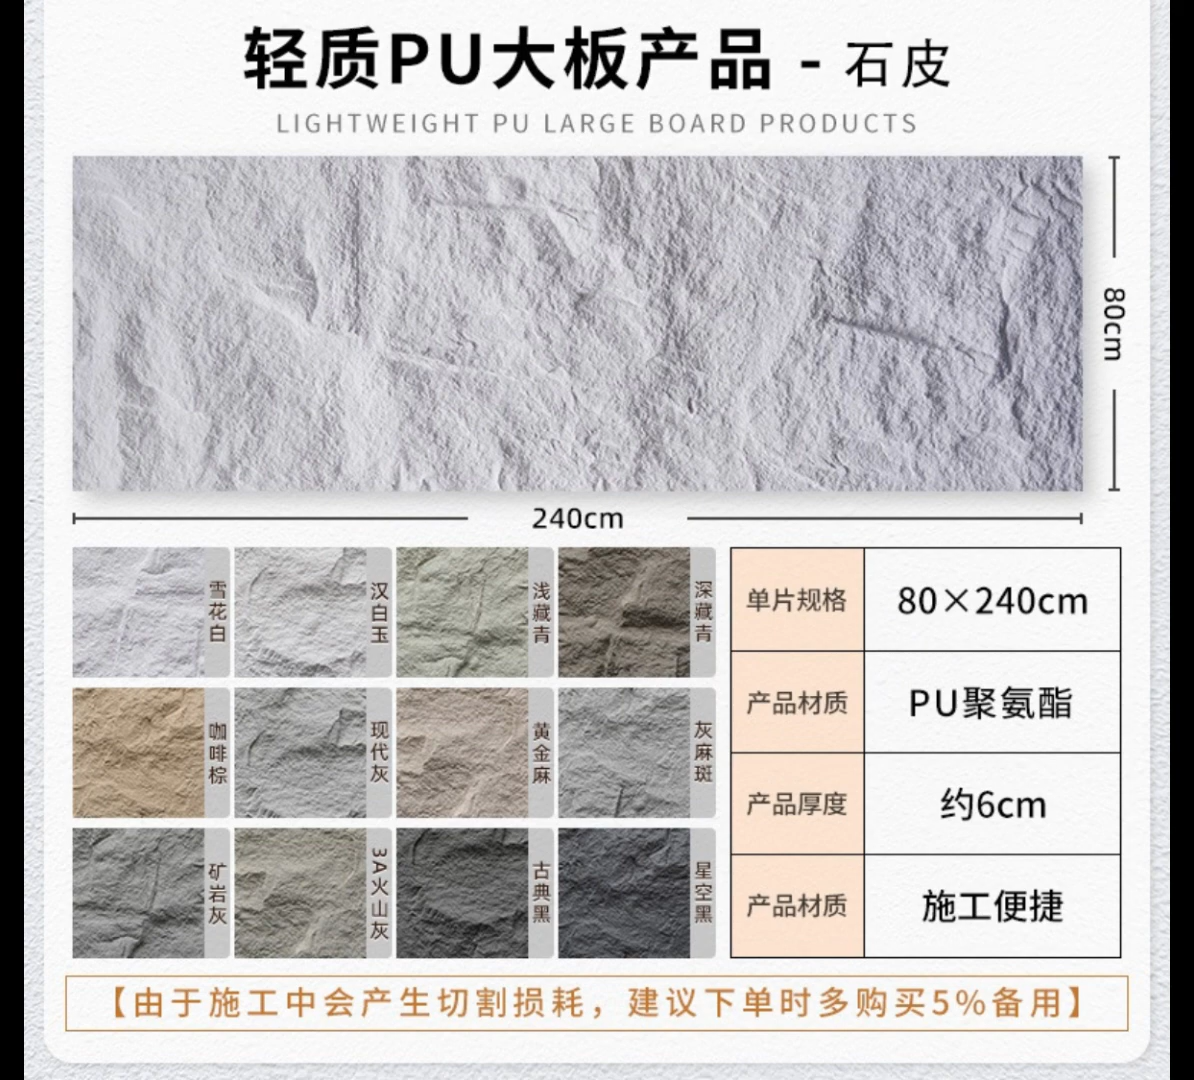 轻质PU大板产品 - 石皮
LIGHTWEIGHT PU LARGE BOARD PRODUCTS
80cm
240cm
雪花白
汉白玉
浅藏青
深藏青
咖啡棕
现代灰
黄金麻
灰麻斑
矿岩灰
3A火山灰
古典黑
星空黑
单片规格 80×240cm
产品材质 PU聚氨酯
产品厚度 约6cm
产品材质 施工便捷
【由于施工中会产生切割损耗，建议下单时多购买5%备用】